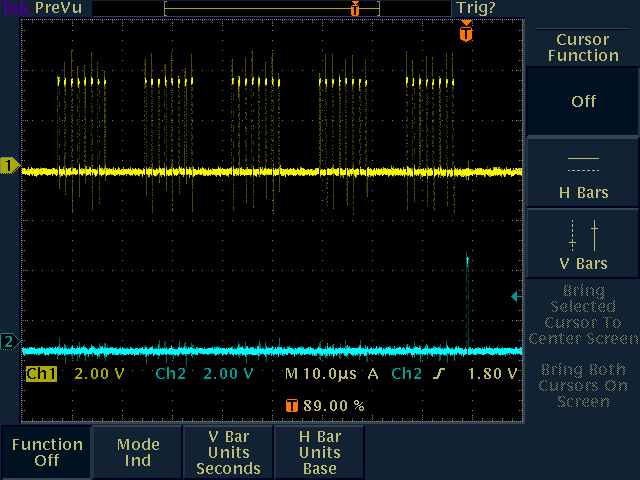 Tek PreVu Trig?
T
T
Cursor
Function
Off
1
H Bars
V Bars
Bring
Selected
Cursor To
Center Screen
2
Bring Both
Cursors On
Screen
Ch1 2.00 V Ch2 2.00 V M 10.0µs A Ch2 1.80 V
T 89.00 %
Function
Off
Mode
Ind
V Bar
Units
Seconds
H Bar
Units
Base